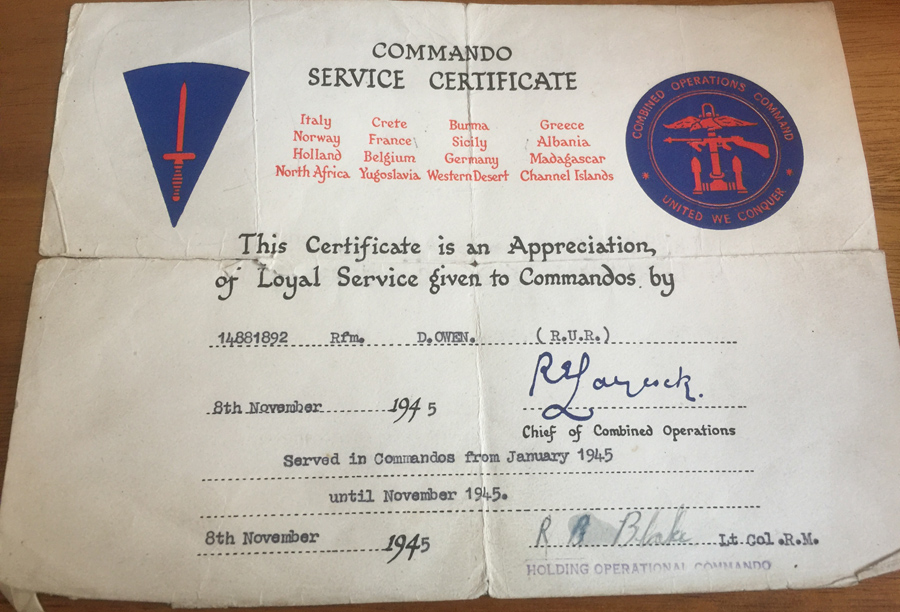 COMMANDO
SERVICE CERTIFICATE
Italy Crete Burma Greece
Norway France Sicily Albania
Holland Belgium Germany Madagascar
North Africa Yugoslavia Western Desert Channel Islands
COMBINED OPERATIONS COMMAND
UNITED WE CONQUER
This Certificate is an Appreciation,
of Loyal Service given to Commandos by
14881892 Rfm. D.OWEN. (R.U.R.)
R E Laycock.
8th November 1945
Chief of Combined Operations
Served in Commandos from January 1945
until November 1945.
8th November 1945 R B Blake Lt.Col.R.M.
HOLDING OPERATIONAL COMMANDO